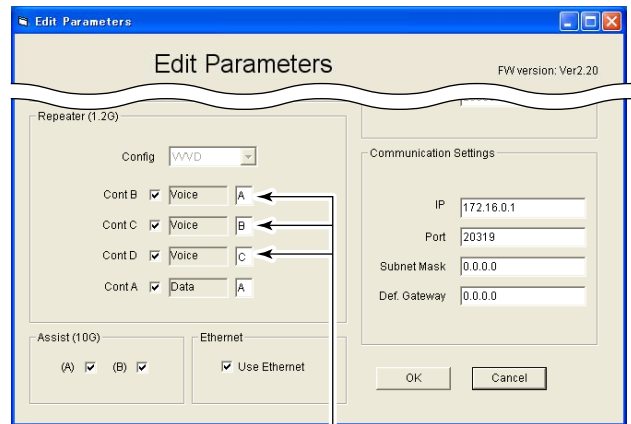 Edit Parameters
Edit Parameters
FW version: Ver2.20
Repeater (1.2G)
Config VVVD
Cont B Voice A
Cont C Voice B
Cont D Voice C
Cont A Data A
Communication Settings
IP 172.16.0.1
Port 20319
Subnet Mask 0.0.0.0
Def. Gateway 0.0.0.0
Assist (10G)
(A) (B)
Ethernet
Use Ethernet
OK Cancel